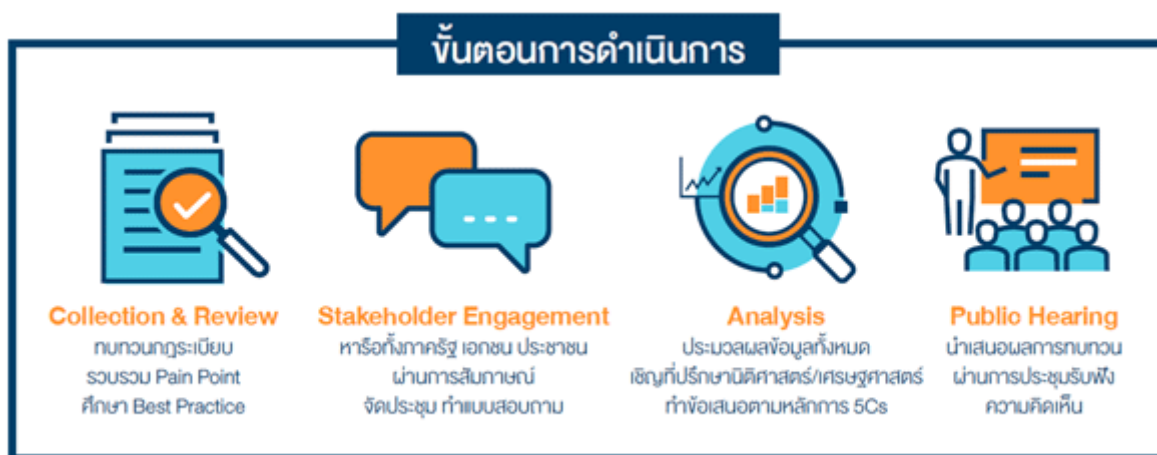 ขั้นตอนการดำเนินการ
Collection & Review
ทบทวนกฎระเบียบ
รวบรวม Pain Point
ศึกษา Best Practice
Stakeholder Engagement
หารือทั้งภาครัฐ เอกชน ประชาชน
ผ่านการสัมภาษณ์
จัดประชุม ทำแบบสอบถาม
Analysis
ประมวลผลข้อมูลทั้งหมด
เชิญที่ปรึกษานิติศาสตร์/เศรษฐศาสตร์
ทำข้อเสนอตามหลักการ 5Cs
Public Hearing
นำเสนอผลการทบทวน
ผ่านการประชุมรับฟัง
ความคิดเห็น